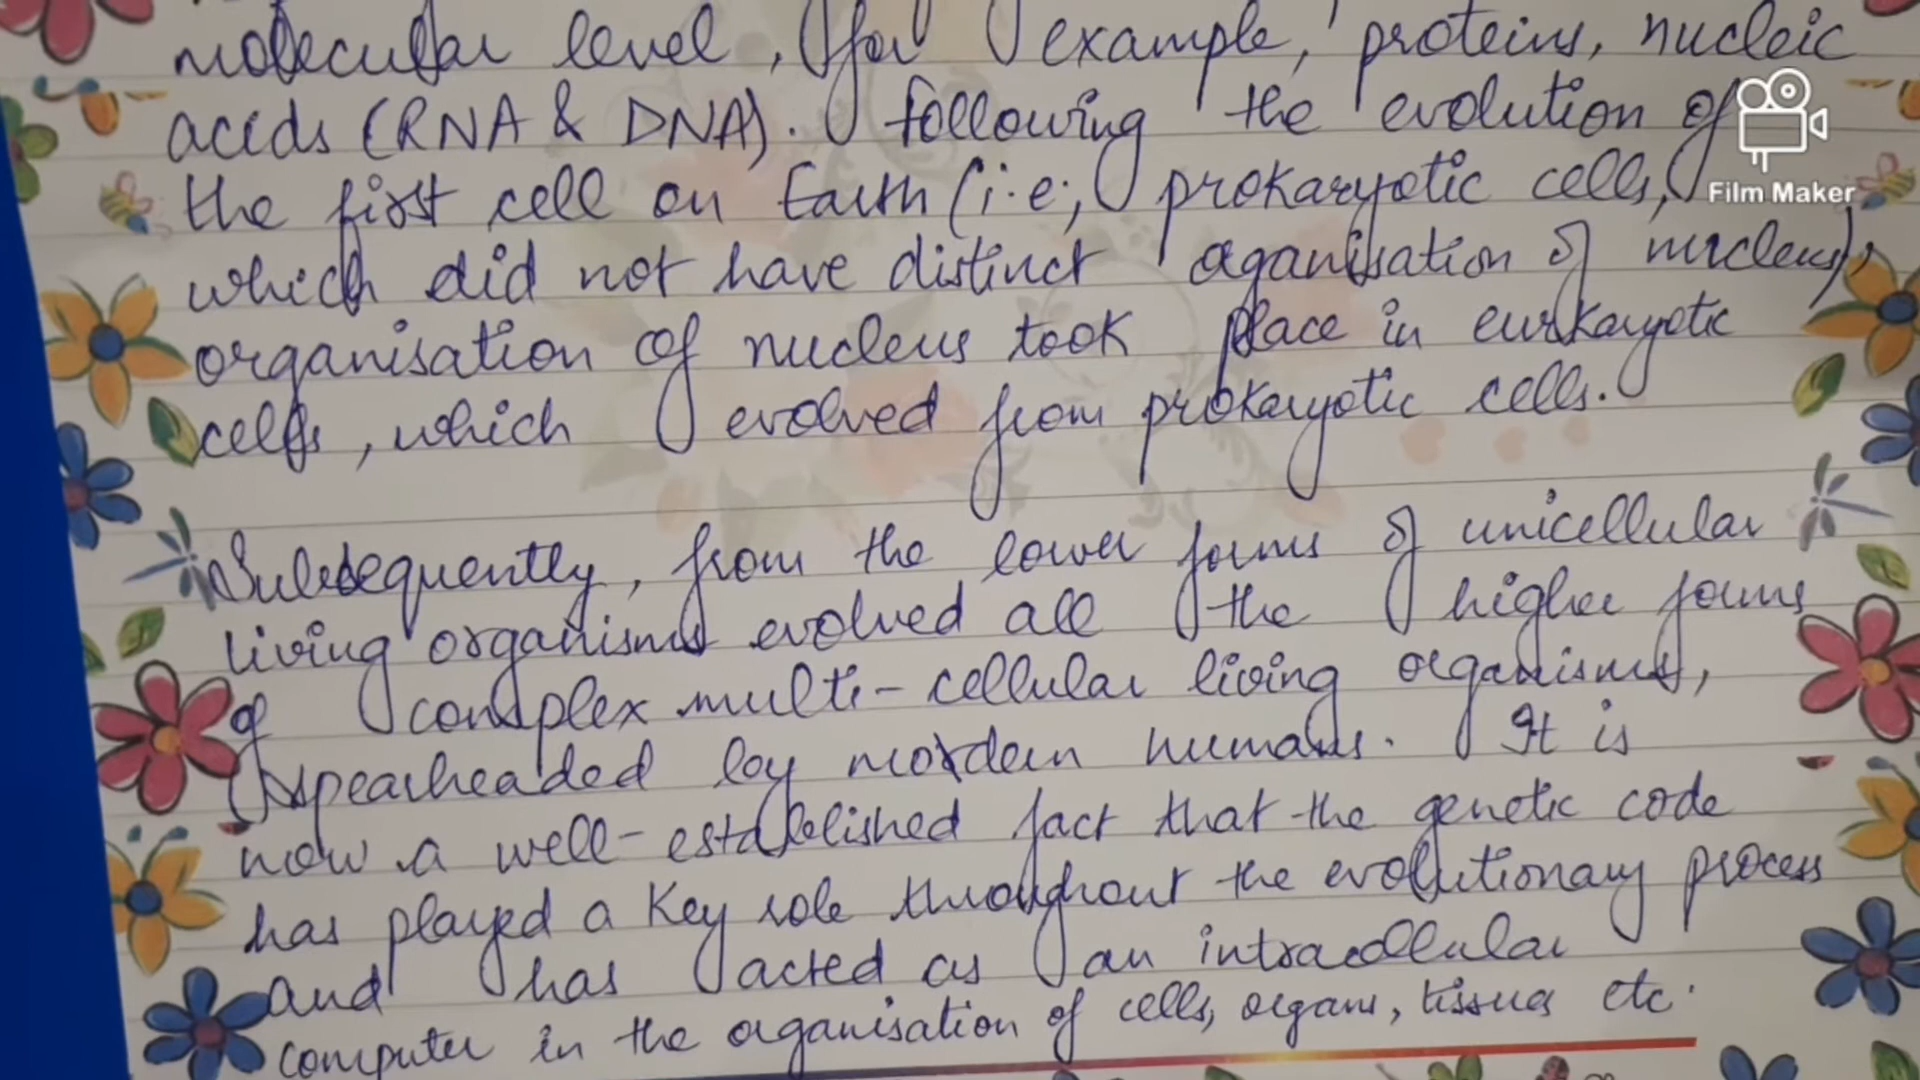 molecular level, for example, proteins, nucleic
acids (RNA & DNA). following the evolution of
the first cell on Earth (i.e; prokaryotic cells,
which did not have distinct oganisation of nucleus),
organisation of nucleus took place in eurkaryotic
cells, which evolved from prokaryotic cells.
Subsequently, from the lower forms of unicellular
living organisms evolved all the higher forms
of complex multi-cellular living organisms,
spearheaded by mordern humans. It is
now a well-established fact that the genetic code
has played a key role throughout the evolutionary process
and has acted as an intracellular
computer in the organisation of cells, organs, tissues etc.
Film Maker